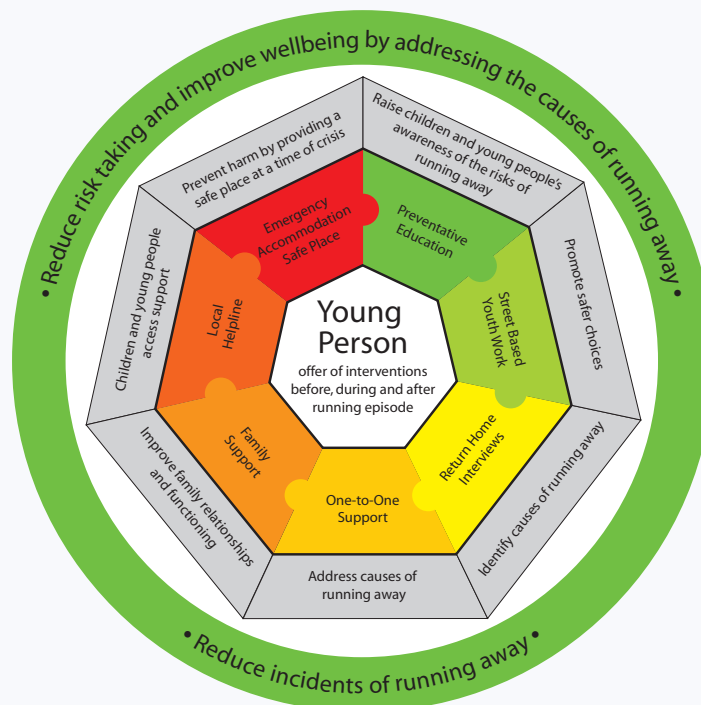 • Reduce risk taking and improve wellbeing by addressing the causes of running away •
Prevent harm by providing a
safe place at a time of crisis
Raise children and young people's
awareness of the risks of
running away
Promote safer choices
Identify causes of running away
Address causes of
running away
Improve family relationships
and functioning
Children and young people
access support
Emergency
Accommodation
Safe Place
Preventative
Education
Street Based
Youth Work
Return Home
Interviews
One-to-One
Support
Family
Support
Local
Helpline
Young
Person
offer of interventions
before, during and after
running episode
• Reduce incidents of running away •